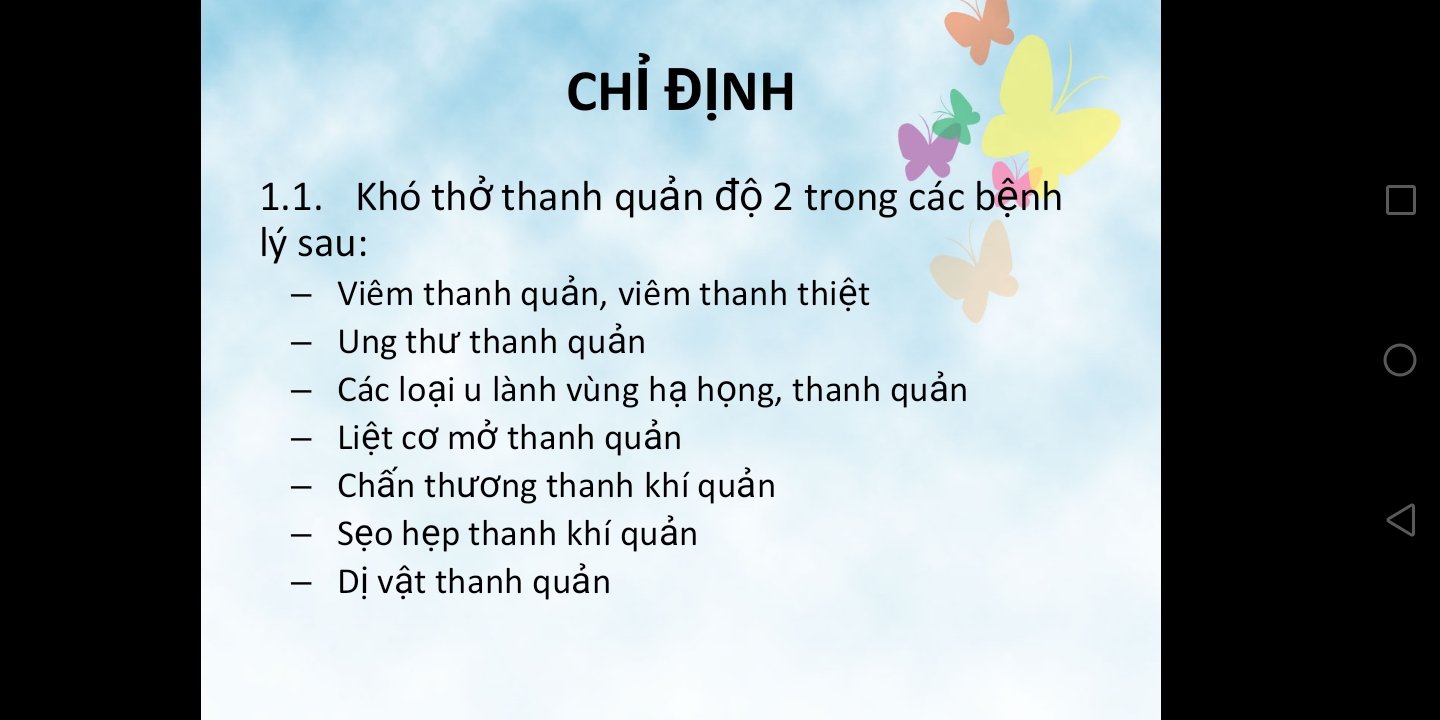 CHỈ ĐỊNH
1.1. Khó thở thanh quản độ 2 trong các bệnh
lý sau:
– Viêm thanh quản, viêm thanh thiệt
– Ung thư thanh quản
– Các loại u lành vùng hạ họng, thanh quản
– Liệt cơ mở thanh quản
– Chấn thương thanh khí quản
– Sẹo hẹp thanh khí quản
– Dị vật thanh quản